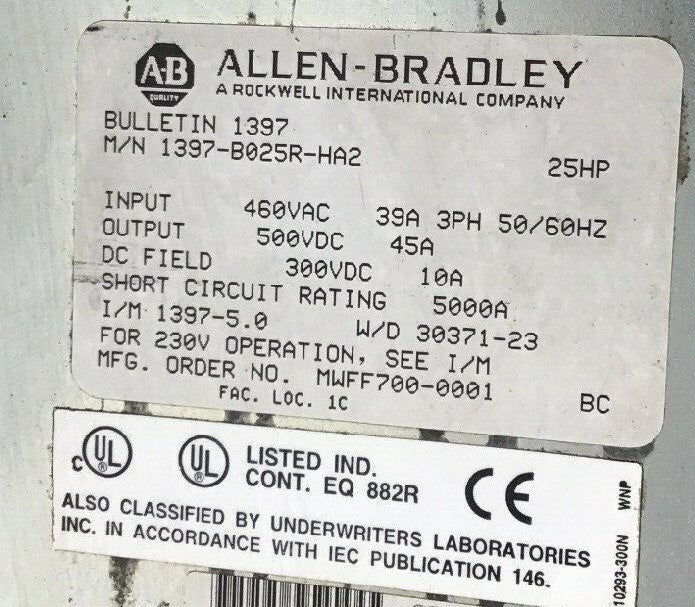 A-B
QUALITY
ALLEN-BRADLEY
A ROCKWELL INTERNATIONAL COMPANY
BULLETIN 1397
M/N 1397-B025R-HA2 25HP
INPUT 460VAC 39A 3PH 50/60HZ
OUTPUT 500VDC 45A
DC FIELD 300VDC 10A
SHORT CIRCUIT RATING 5000A
I/M 1397-5.0 W/D 30371-23
FOR 230V OPERATION, SEE I/M
MFG. ORDER NO. MWFF700-0001 BC
FAC. LOC. 1C
c UL ® UL ® LISTED IND.
CONT. EQ 882R CE
ALSO CLASSIFIED BY UNDERWRITERS LABORATORIES
INC. IN ACCORDANCE WITH IEC PUBLICATION 146.
10293-300N WNP